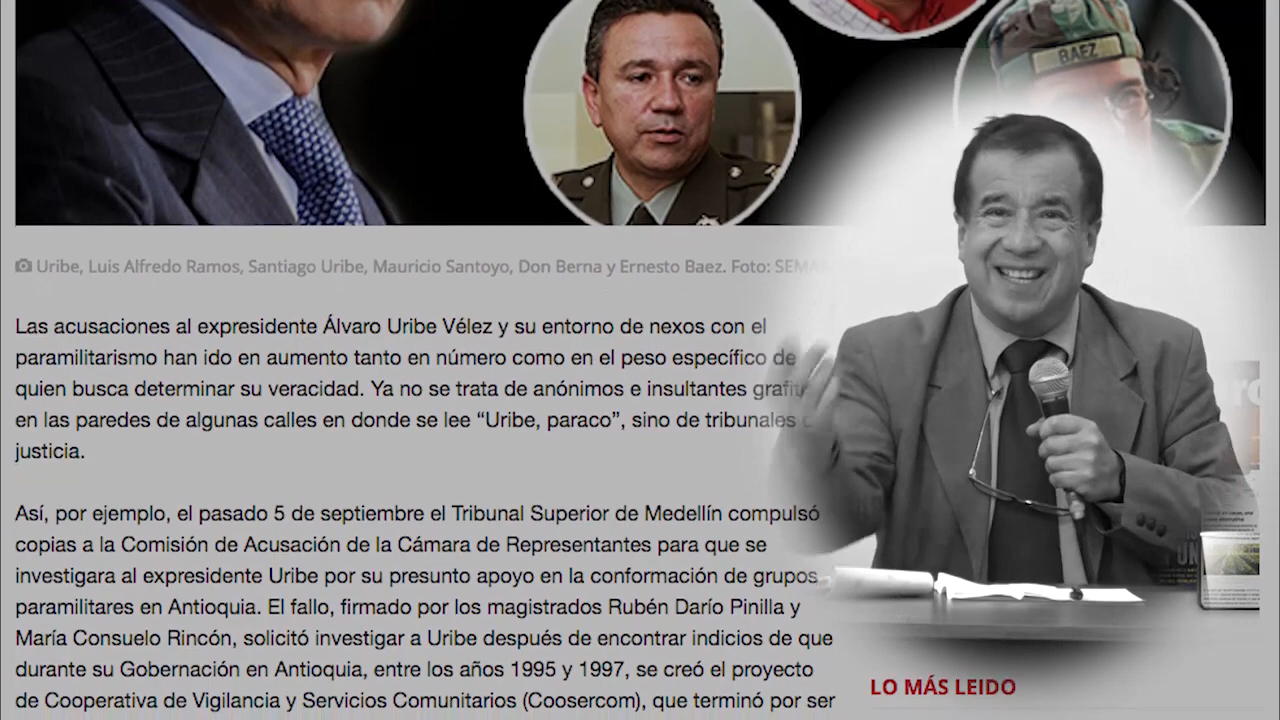 BAEZ
Uribe, Luis Alfredo Ramos, Santiago Uribe, Mauricio Santoyo, Don Berna y Ernesto Baez. Foto:
Las acusaciones al expresidente Álvaro Uribe Vélez y su entorno de nexos con el
paramilitarismo han ido en aumento tanto en número como en el peso específico de
quien busca determinar su veracidad. Ya no se trata de anónimos e insultantes
en las paredes de algunas calles en donde se lee “Uribe, paraco”, sino de tribunales
justicia.
Así, por ejemplo, el pasado 5 de septiembre el Tribunal Superior de Medellín compulsó
copias a la Comisión de Acusación de la Cámara de Representantes para que se
investigara al expresidente Uribe por su presunto apoyo en la conformación de grupos
paramilitares en Antioquia. El fallo, firmado por los magistrados Rubén Darío Pinilla y
María Consuelo Rincón, solicitó investigar a Uribe después de encontrar indicios de que
durante su Gobernación en Antioquia, entre los años 1995 y 1997, se creó el proyecto
de Cooperativa de Vigilancia y Servicios Comunitarios (Coosercom), que terminó por ser
LO MÁS LEIDO